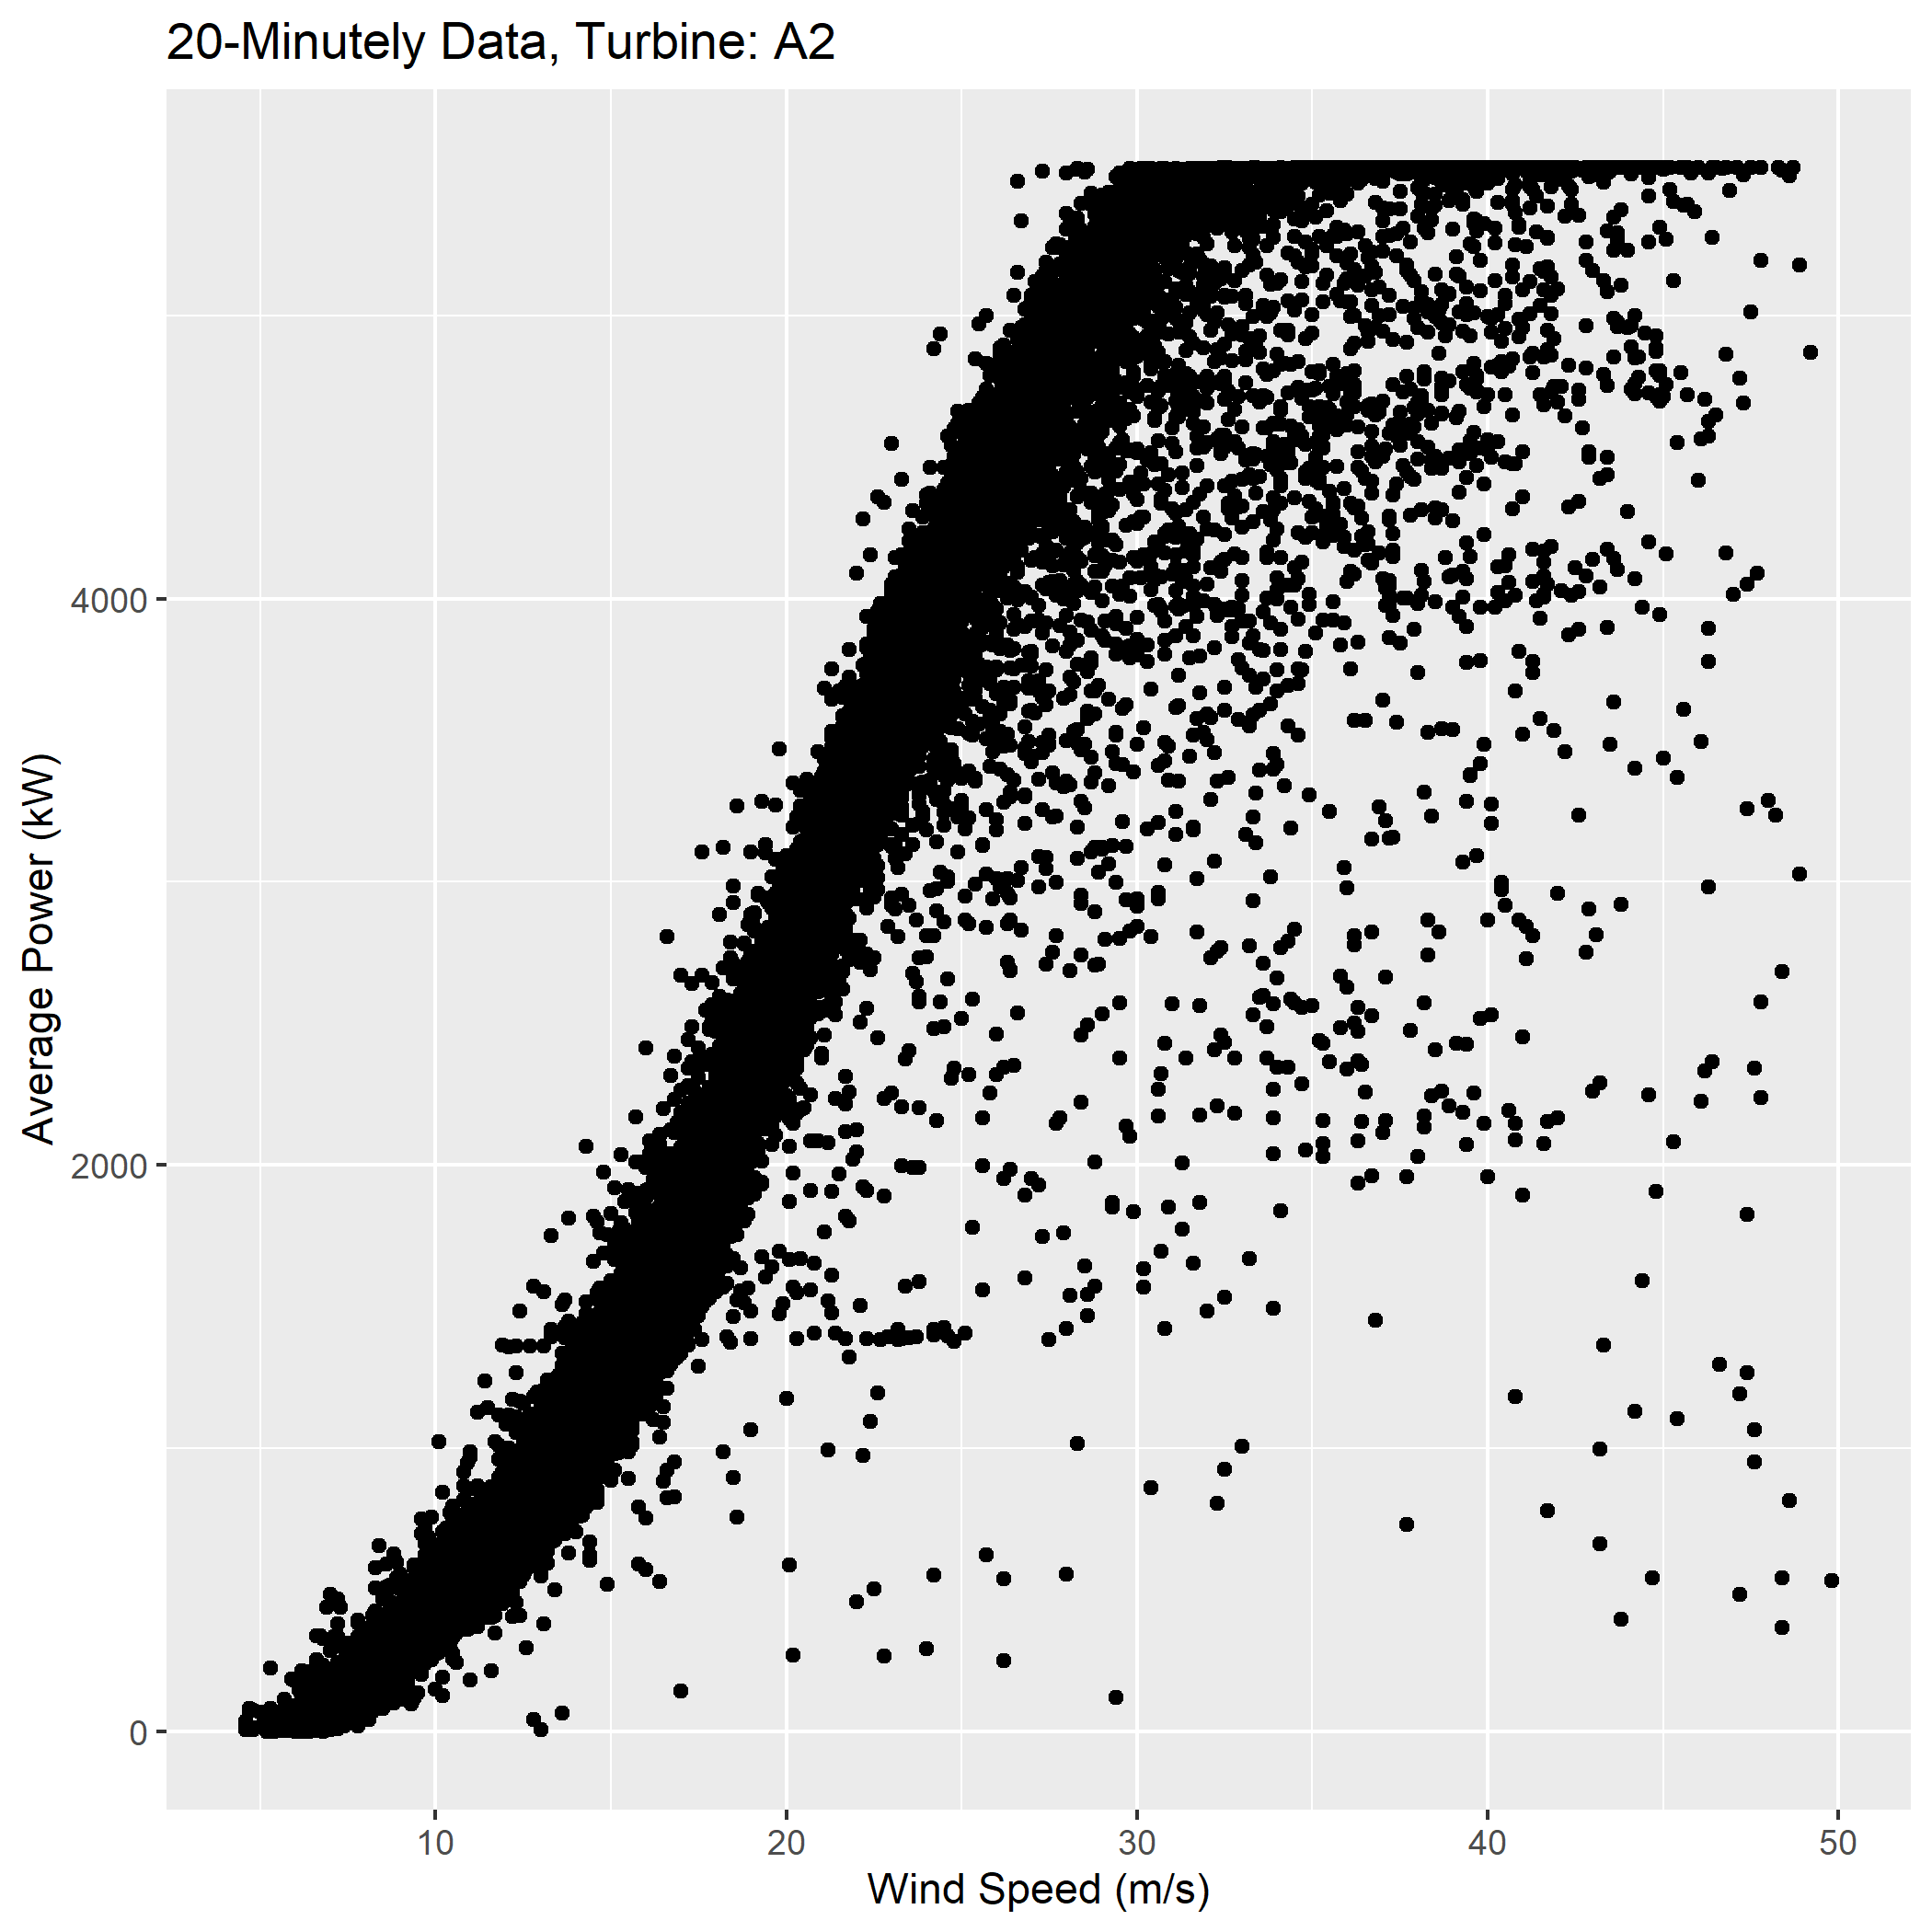 20-Minutely Data, Turbine: A2
Average Power (kW)
4000
2000
0
10 20 30 40 50
Wind Speed (m/s)